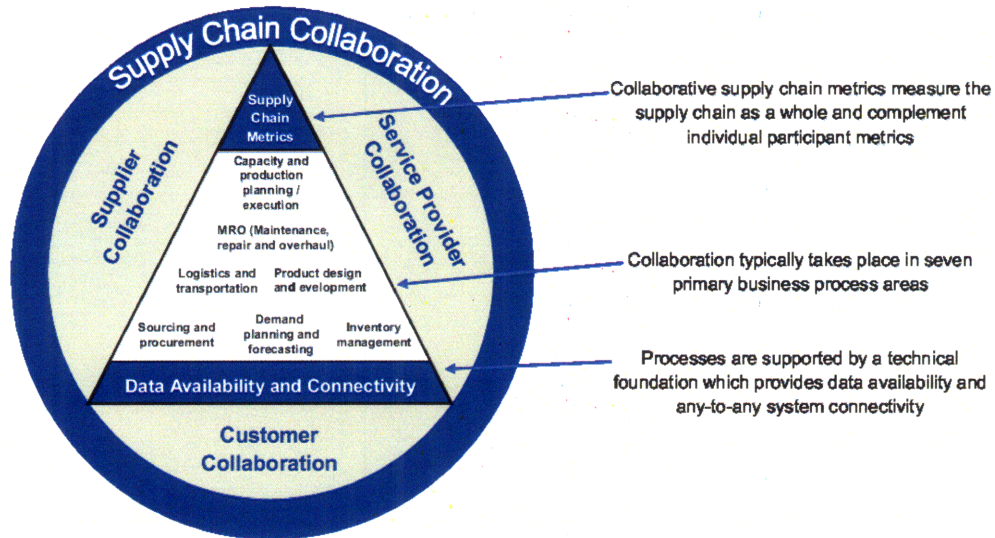 Supply Chain Collaboration
Supply
Chain
Metrics
Collaborative supply chain metrics measure the
supply chain as a whole and complement
individual participant metrics
Supplier
Collaboration
Service Provider
Collaboration
Capacity and
production
planning /
execution
MRO (Maintenance,
repair and overhaul)
Logistics and
transportation
Product design
and evelopment
Collaboration typically takes place in seven
primary business process areas
Sourcing and
procurement
Demand
planning and
forecasting
Inventory
management
Processes are supported by a technical
foundation which provides data availability and
any-to-any system connectivity
Data Availability and Connectivity
Customer
Collaboration